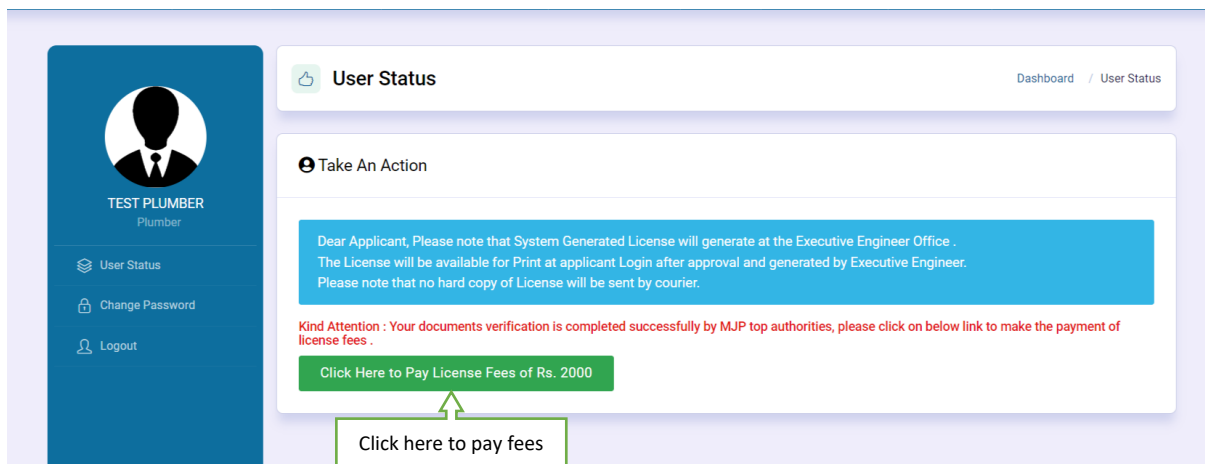 TEST PLUMBER
Plumber
User Status
Change Password
Logout
User Status
Dashboard / User Status
Take An Action
Dear Applicant, Please note that System Generated License will generate at the Executive Engineer Office .
The License will be available for Print at applicant Login after approval and generated by Executive Engineer.
Please note that no hard copy of License will be sent by courier.
Kind Attention : Your documents verification is completed successfully by MJP top authorities, please click on below link to make the payment of
license fees .
Click Here to Pay License Fees of Rs. 2000
Click here to pay fees